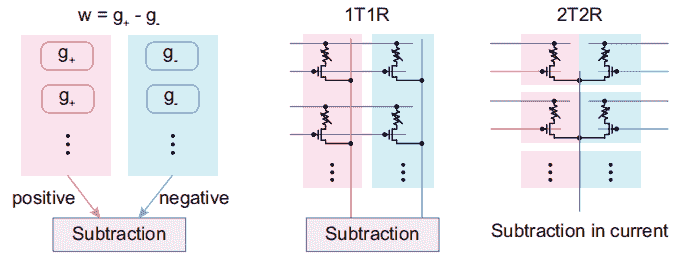 w = g₊ - g₋
g₊
g₋
g₊
g₋
positive
negative
Subtraction
1T1R
Subtraction
2T2R
Subtraction in current